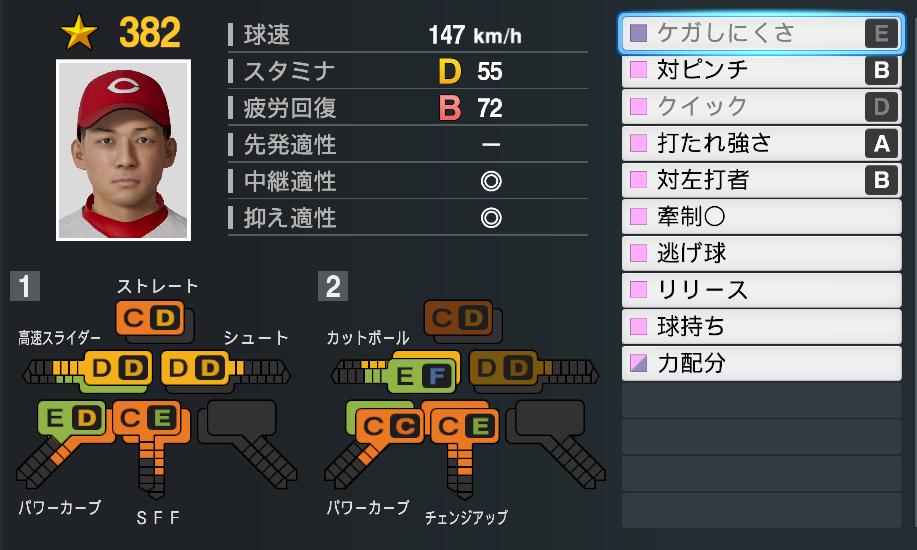 382
球速 147 km/h
スタミナ D 55
疲労回復 B 72
先発適性 ー
中継適性 ◎
抑え適性 ◎
C
1
ストレート
C D
高速スライダー
シュート
D D
D D
E D
C E
パワーカーブ
SFF
2
C D
カットボール
E F
D D
C C
C E
パワーカーブ
チェンジアップ
ケガしにくさ E
対ピンチ B
クイック D
打たれ強さ A
対左打者 B
牽制〇
逃げ球
リリース
球持ち
力配分